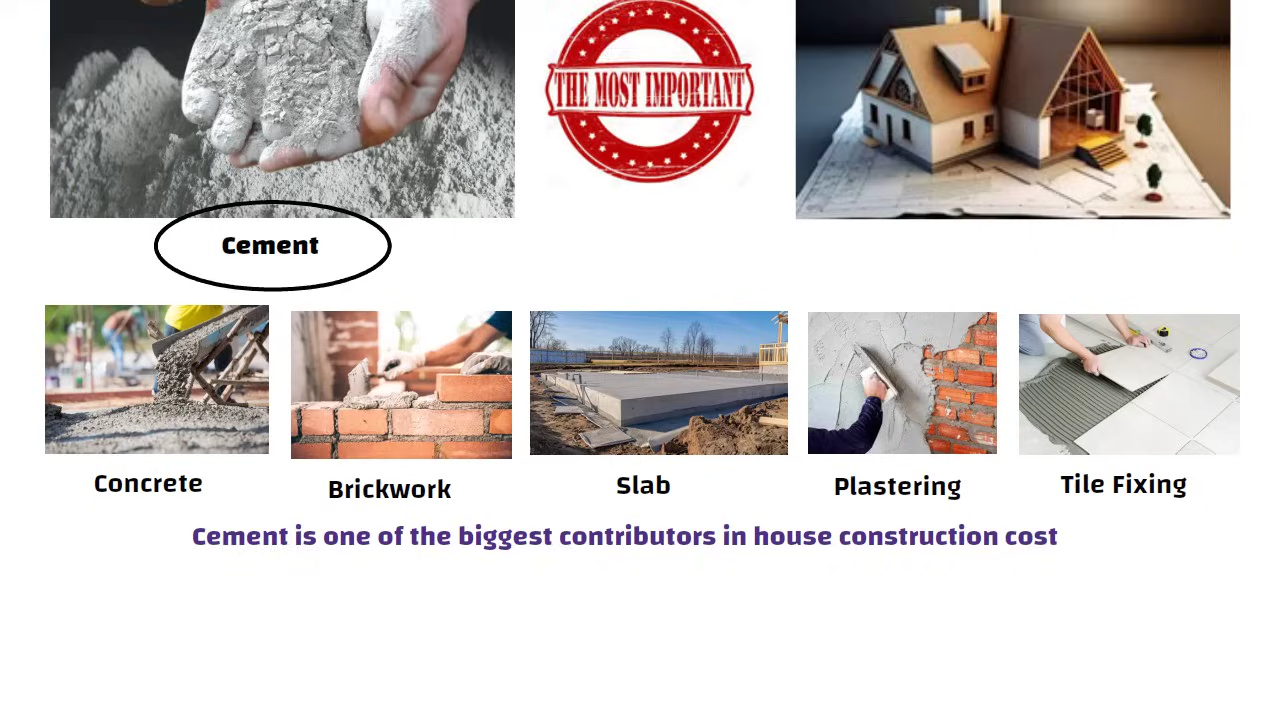 THE MOST IMPORTANT
Cement
Concrete
Brickwork
Slab
Plastering
Tile Fixing
Cement is one of the biggest contributors in house construction cost